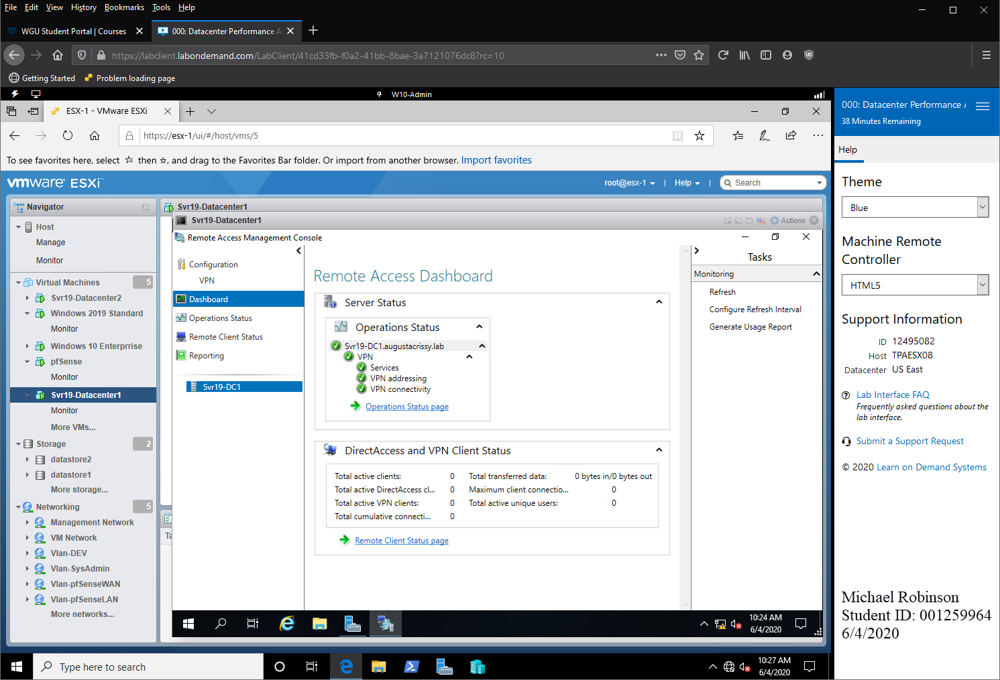 File Edit View History Bookmarks Tools Help
WGU Student Portal | Courses
000: Datacenter Performance A
https://labclient.labondemand.com/LabClient/41cd33fb-f0a2-41bb-8bae-3a7121076dc8?rc=10
Getting Started Problem loading page
W10-Admin
ESX-1 - VMware ESXi
https://esx-1/ui/#/host/vms/5
To see favorites here, select then ☆, and drag to the Favorites Bar folder. Or import from another browser. Import favorites
vmware ESXi
root@esx-1 | Help | Search
Navigator
Host
Manage
Monitor
Virtual Machines 5
Svr19-Datacenter2
Windows 2019 Standard
Monitor
Windows 10 Enterprrise
pfSense
Monitor
Svr19-Datacenter1
Monitor
More VMs...
Storage 2
datastore2
datastore1
More storage...
Networking 5
Management Network
VM Network
Vlan-DEV
Vlan-SysAdmin
Vlan-pfSenseWAN
Vlan-pfSenseLAN
More networks...
Svr19-Datacenter1
Ta
Svr19-Datacenter1
Actions
Remote Access Management Console
Configuration
VPN
Dashboard
Operations Status
Remote Client Status
Reporting
Svr19-DC1
Remote Access Dashboard
Server Status
Operations Status
Svr19-DC1.augustacrissy.lab
VPN
Services
VPN addressing
VPN connectivity
Operations Status page
DirectAccess and VPN Client Status
Total active clients: 0 Total transferred data: 0 bytes in/0 bytes out
Total active DirectAccess cl... 0 Maximum client connectio... 0
Total active VPN clients: 0 Total active unique users: 0
Total cumulative connecti... 0
Remote Client Status page
Tasks
Monitoring
Refresh
Configure Refresh Interval
Generate Usage Report
10:24 AM
6/4/2020
Type here to search
10:27 AM
6/4/2020
000: Datacenter Performance A
38 Minutes Remaining
Help
Theme
Blue
Machine Remote
Controller
HTML5
Support Information
ID 12495082
Host TPAESX08
Datacenter US East
Lab Interface FAQ
Frequently asked questions about the
lab interface.
Submit a Support Request
© 2020 Learn on Demand Systems
Michael Robinson
Student ID: 001259964
6/4/2020